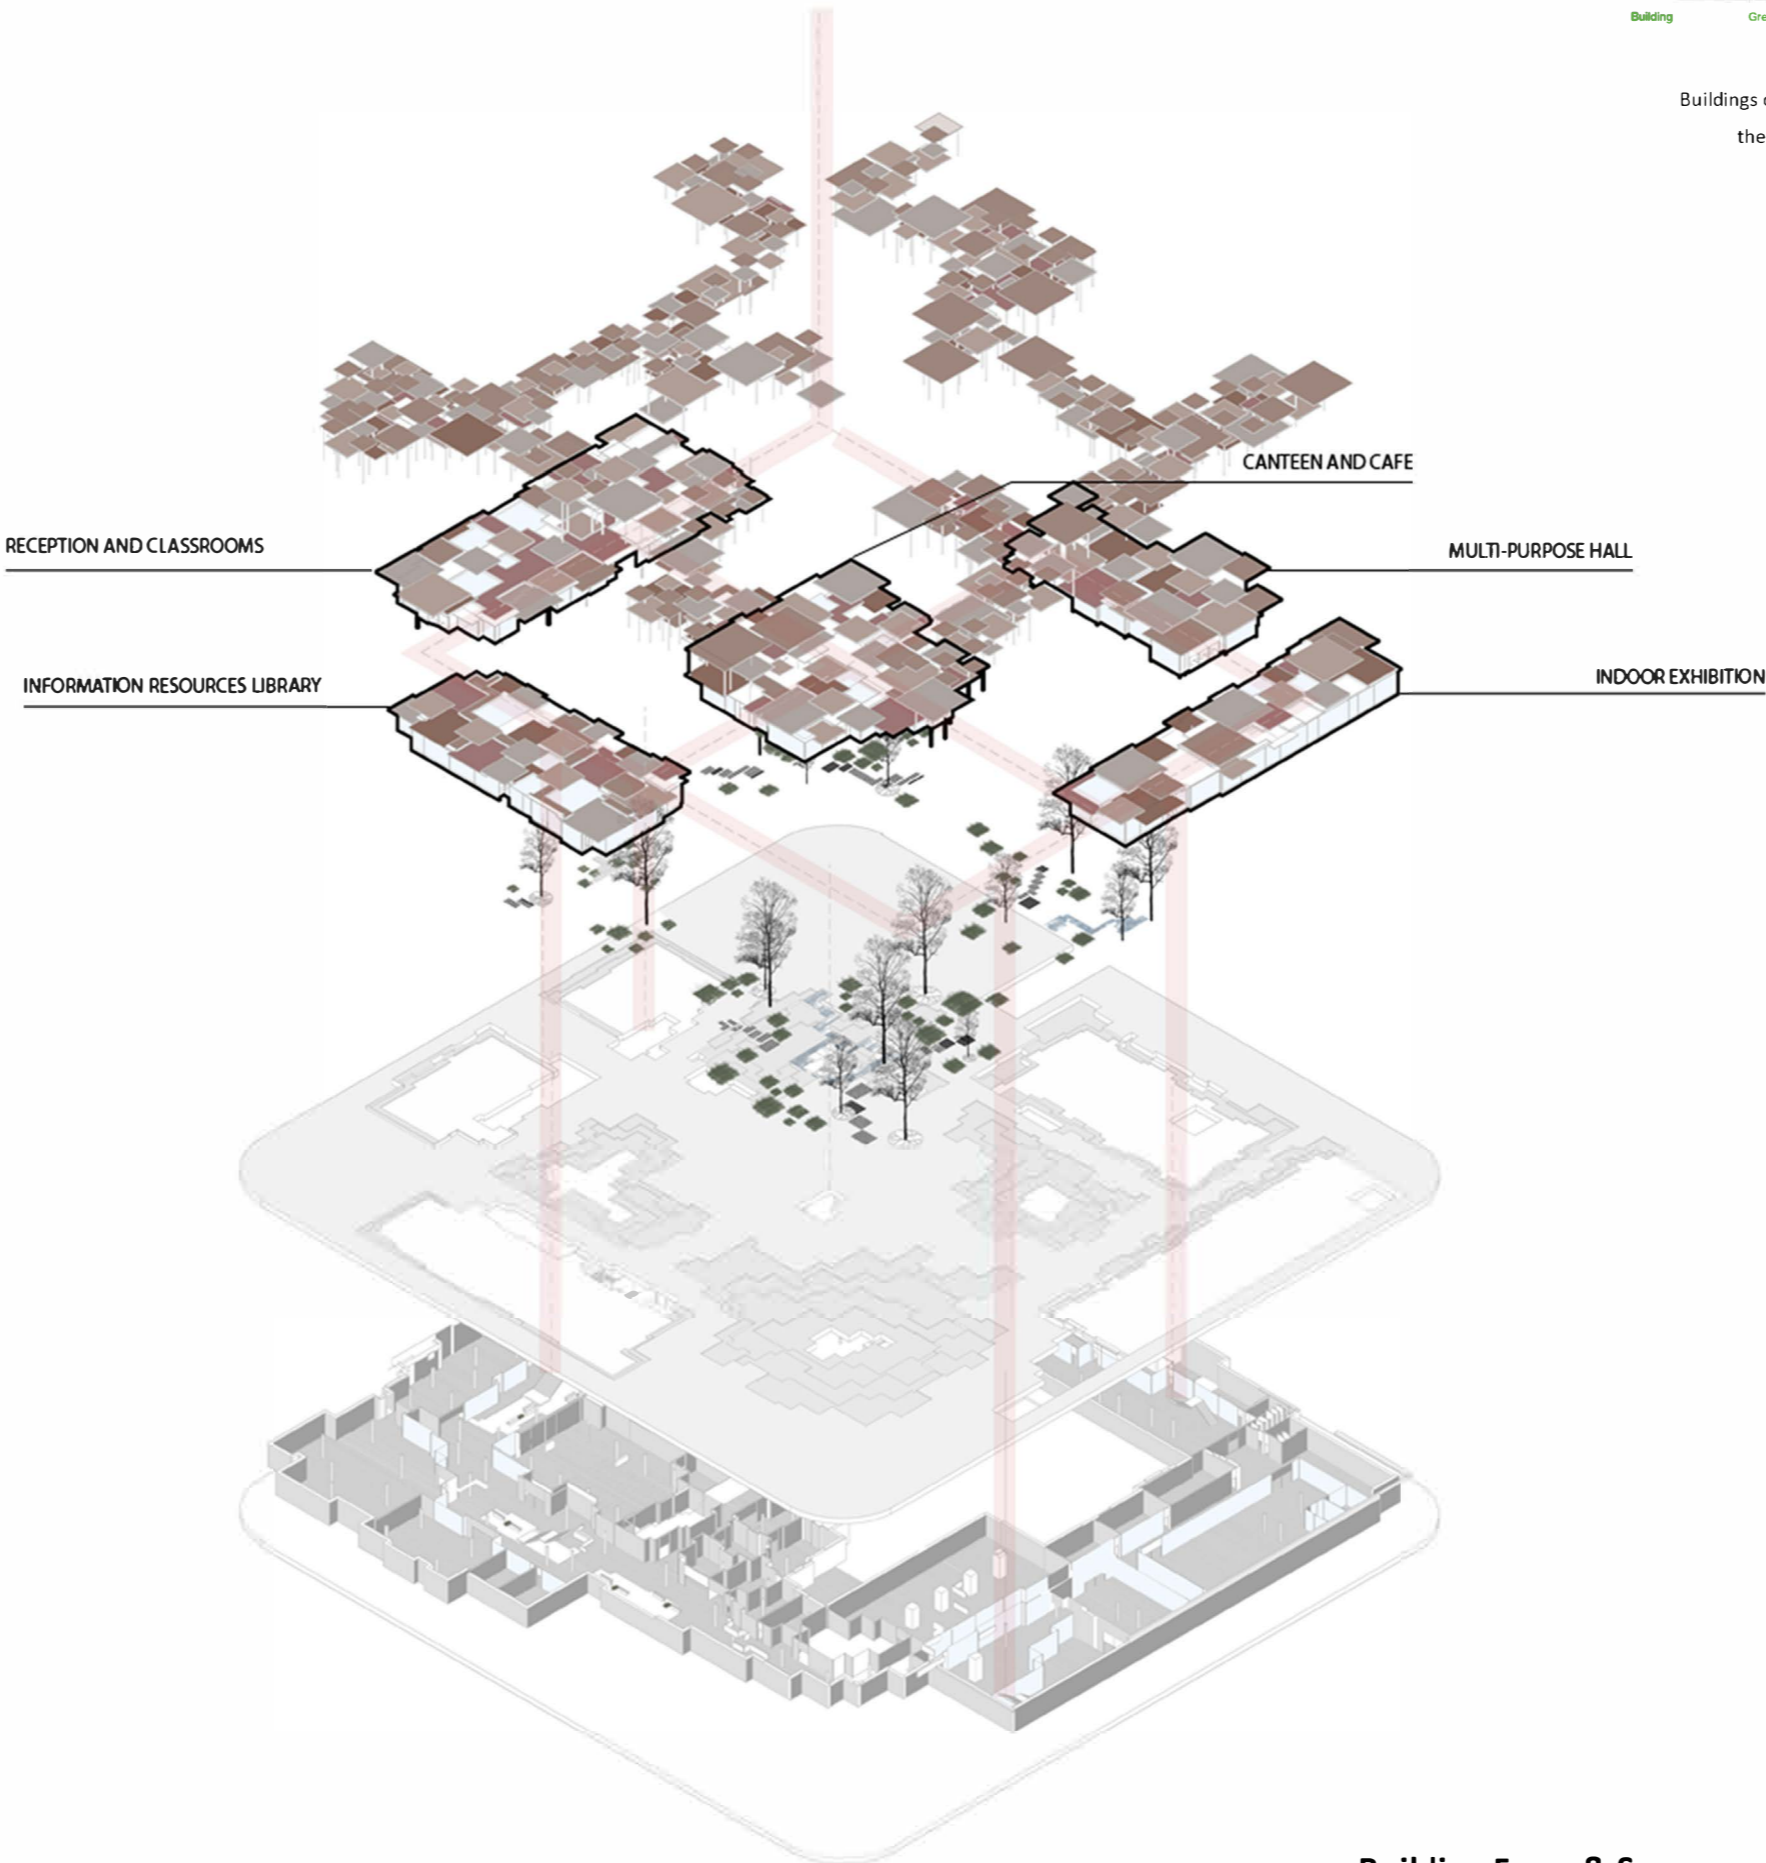 Building
Buildings
the
CANTEEN AND CAFE
RECEPTION AND CLASSROOMS
MULTI-PURPOSE HALL
INDOOR EXHIBITION
INFORMATION RESOURCES LIBRARY